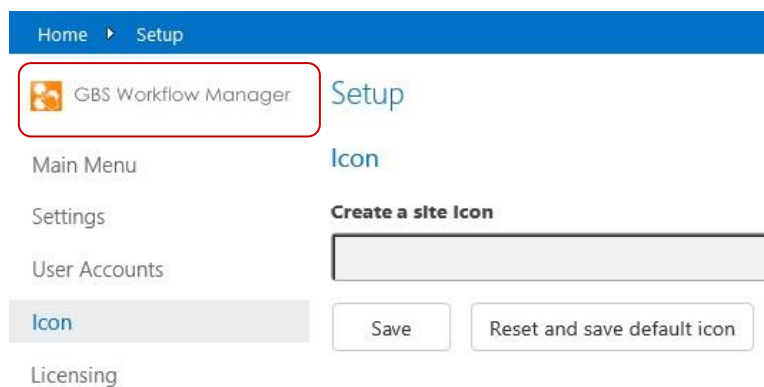 Home Setup
GBS Workflow Manager
Main Menu
Settings
User Accounts
Icon
Licensing
Setup
Icon
Create a site icon
Save
Reset and save default icon